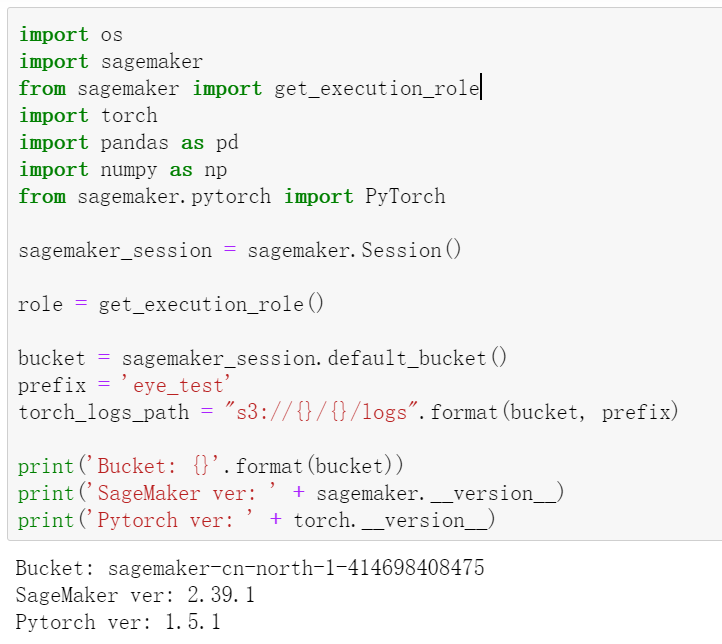 import os
import sagemaker
from sagemaker import get_execution_role
import torch
import pandas as pd
import numpy as np
from sagemaker.pytorch import PyTorch
sagemaker_session = sagemaker.Session()
role = get_execution_role()
bucket = sagemaker_session.default_bucket()
prefix = 'eye_test'
torch_logs_path = "s3://{}/{}/logs".format(bucket, prefix)
print('Bucket: {}'.format(bucket))
print('SageMaker ver: ' + sagemaker.__version__)
print('Pytorch ver: ' + torch.__version__)
Bucket: sagemaker-cn-north-1-414698408475
SageMaker ver: 2.39.1
Pytorch ver: 1.5.1